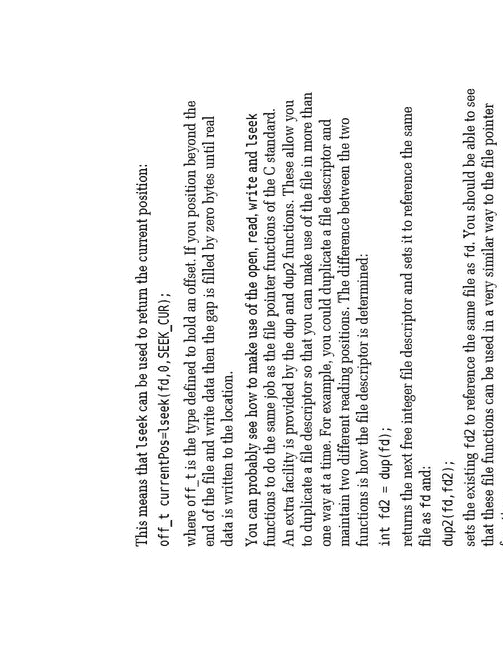 This means that lseek can be used to return the current position:
off_t currentPos=lseek(fd,0,SEEK_CUR);
where off_t is the type defined to hold an offset. If you position beyond the
end of the file and write data then the gap is filled by zero bytes until real
data is written to the location.
You can probably see how to make use of the open, read, write and lseek
functions to do the same job as the file pointer functions of the C standard.
An extra facility is provided by the dup and dup2 functions. These allow you
to duplicate a file descriptor so that you can make use of the file in more than
one way at a time. For example, you could duplicate a file descriptor and
maintain two different reading positions. The difference between the two
functions is how the file descriptor is determined:
int fd2 = dup(fd);
returns the next free integer file descriptor and sets it to reference the same
file as fd and:
dup2(fd,fd2);
sets the existing fd2 to reference the same file as fd. You should be able to see
that these file functions can be used in a very similar way to the file pointer